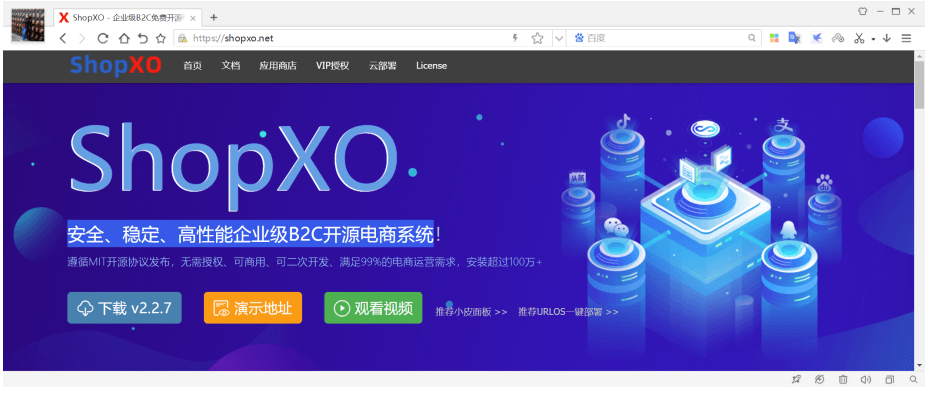 ShopXO - 企业级B2C免费开源
https://shopxo.net
百度
ShopXO
首页 文档 应用商店 VIP授权 云部署 License
ShopXO
安全、稳定、高性能企业级B2C开源电商系统！
遵循MIT开源协议发布，无需授权、可商用、可二次开发、满足99%的电商运营需求，安装超过100万+
下载 v2.2.7
演示地址
观看视频
推荐小皮面板 >> 推荐URLOS一键部署 >>
支
头条
du